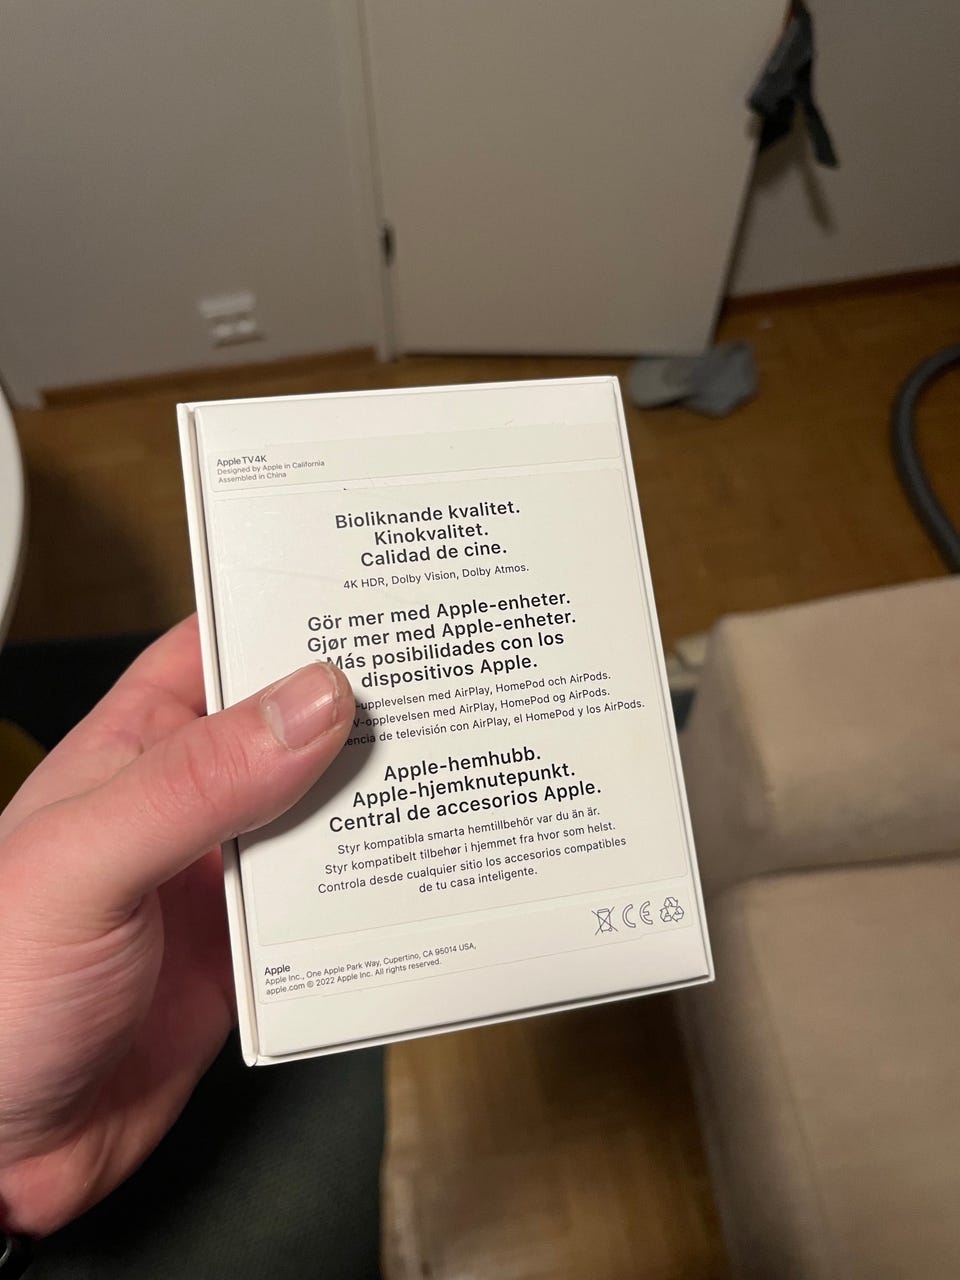 Apple TV 4K
Designed by Apple in California
Assembled in China
Bioliknande kvalitet.
Kinokvalitet.
Calidad de cine.
4K HDR, Dolby Vision, Dolby Atmos.
Gör mer med Apple-enheter.
Gjør mer med Apple-enheter.
Más posibilidades con los
dispositivos Apple.
-upplevelsen med AirPlay, HomePod och AirPods.
V-opplevelsen med AirPlay, HomePod og AirPods.
encia de televisión con AirPlay, el HomePod y los AirPods.
Apple-hemhubb.
Apple-hjemknutepunkt.
Central de accesorios Apple.
Styr kompatibla smarta hemtillbehör var du än är.
Styr kompatibelt tilbehør i hjemmet fra hvor som helst.
Controla desde cualquier sitio los accesorios compatibles
de tu casa inteligente.
CE
Apple
Apple Inc., One Apple Park Way, Cupertino, CA 95014 USA,
apple.com © 2022 Apple Inc. All rights reserved.